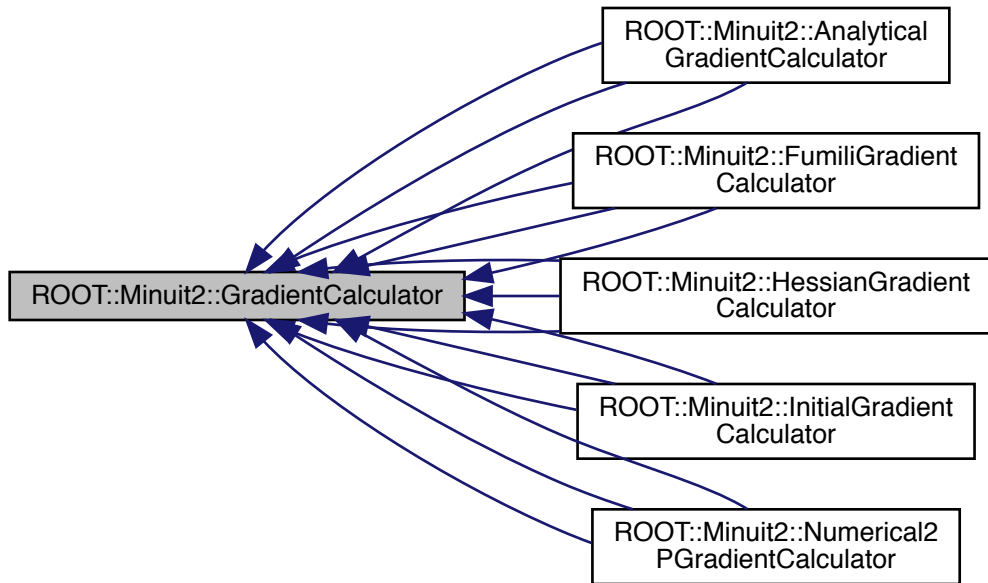 ROOT::Minuit2::Analytical
GradientCalculator
ROOT::Minuit2::FumiliGradient
Calculator
ROOT::Minuit2::GradientCalculator
ROOT::Minuit2::HessianGradient
Calculator
ROOT::Minuit2::InitialGradient
Calculator
ROOT::Minuit2::Numerical2
PGradientCalculator